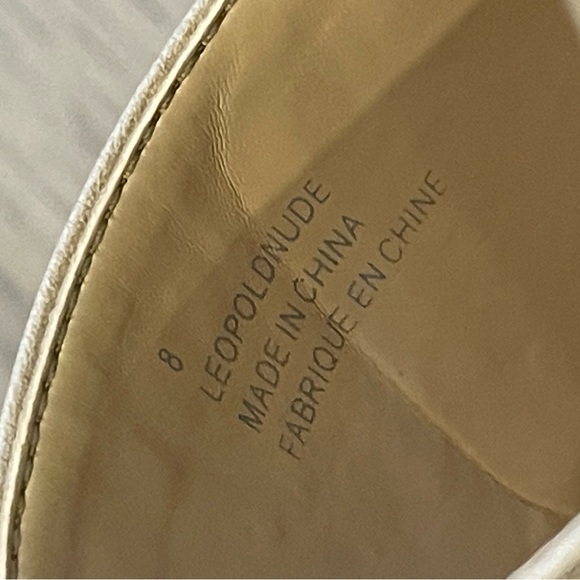 8
LEOPOLDNUDE
MADE IN CHINA
FABRIQUE EN CHINE